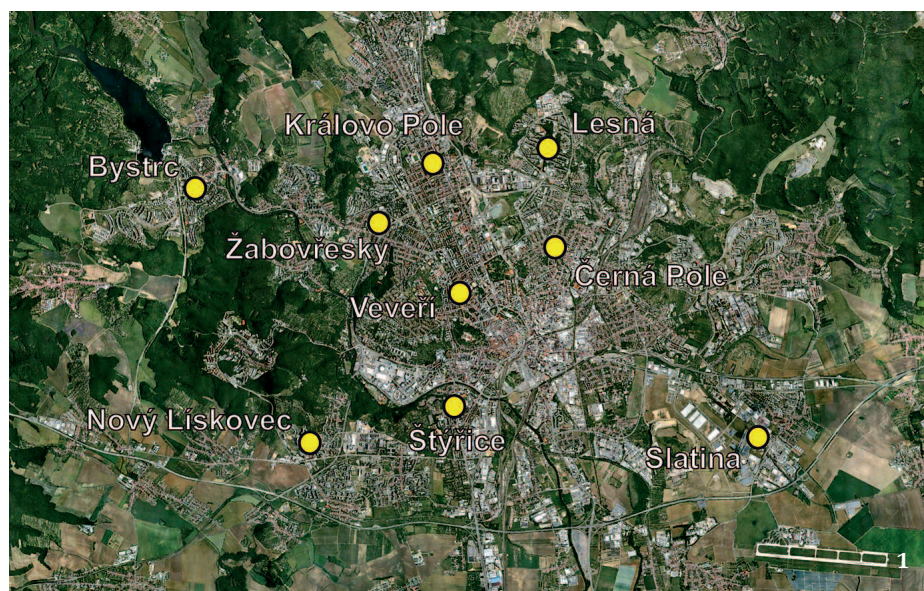 Královo Pole
Lesná
Bystrc
Žabovřesky
Černá Pole
Veveří
Nový Lískovec
Štýřice
Slatina
1